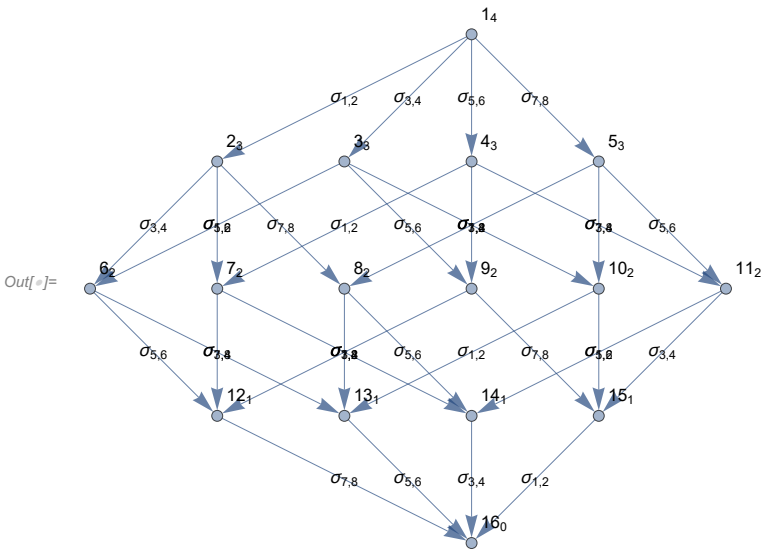 1₄
σ₁,₂ σ₃,₄ σ₅,₆ σ₇,₈
2₃ 3₃ 4₃ 5₃
σ₃,₄ σ₇,₈ σ₁,₂ σ₅,₆ σ₅,₆
6₂ 7₂ 8₂ 9₂ 10₂ 11₂
Out[•]=
σ₅,₆ σ₅,₆ σ₁,₂ σ₇,₈ σ₃,₄
12₁ 13₁ 14₁ 15₁
σ₇,₈ σ₅,₆ σ₃,₄ σ₁,₂
16₀